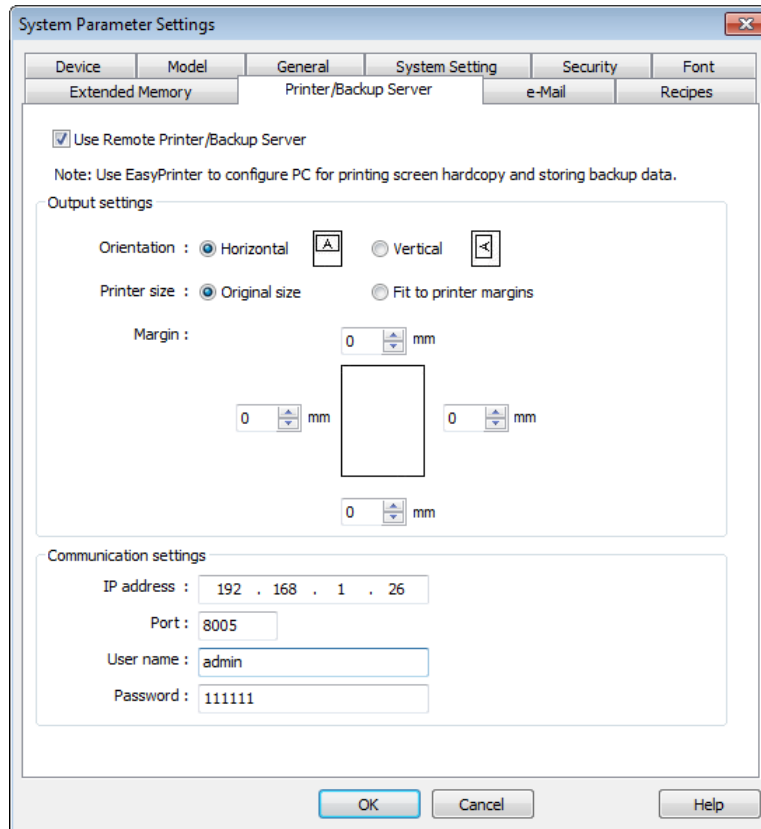 System Parameter Settings
Device Model General System Setting Security Font
Extended Memory Printer/Backup Server e-Mail Recipes
Use Remote Printer/Backup Server
Note: Use EasyPrinter to configure PC for printing screen hardcopy and storing backup data.
Output settings
Orientation : Horizontal A Vertical A
Printer size : Original size Fit to printer margins
Margin :
0 mm
0 mm 0 mm
0 mm
Communication settings
IP address : 192 . 168 . 1 . 26
Port : 8005
User name : admin
Password : 111111
OK Cancel Help